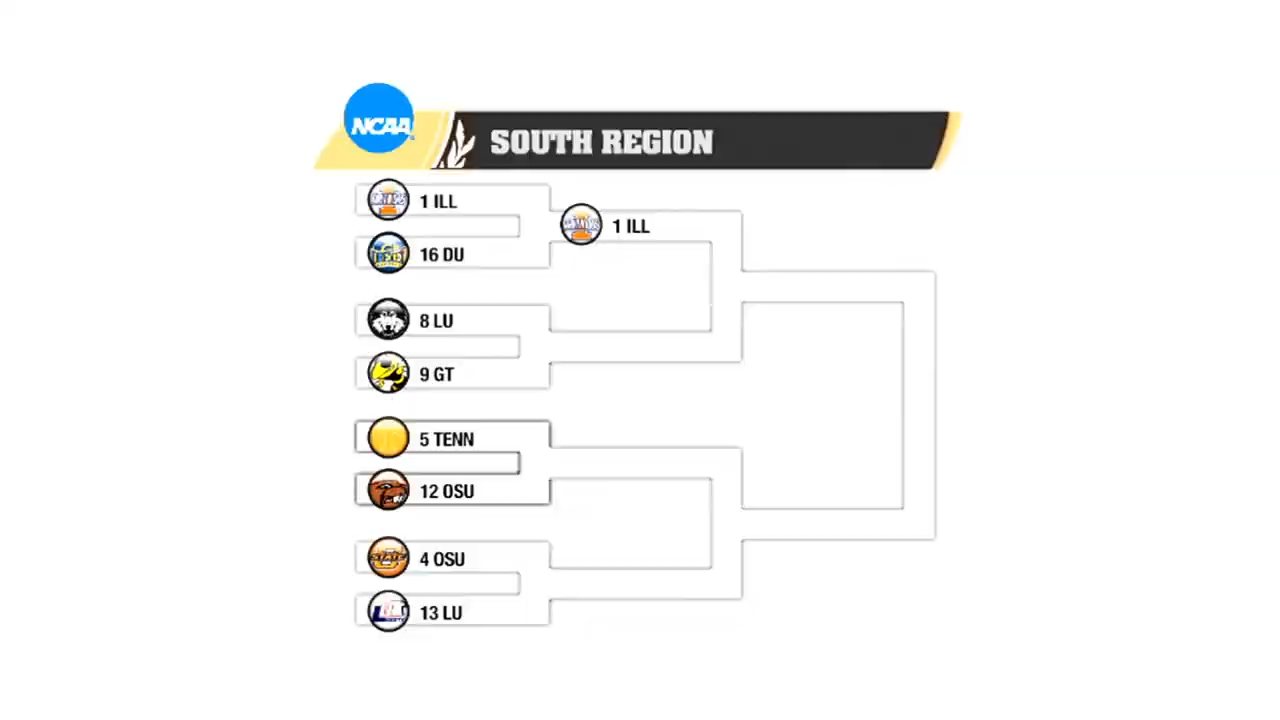 NCAA
SOUTH REGION
1 ILL
1 ILL
16 DU
8 LU
9 GT
5 TENN
12 OSU
4 OSU
STATE
13 LU